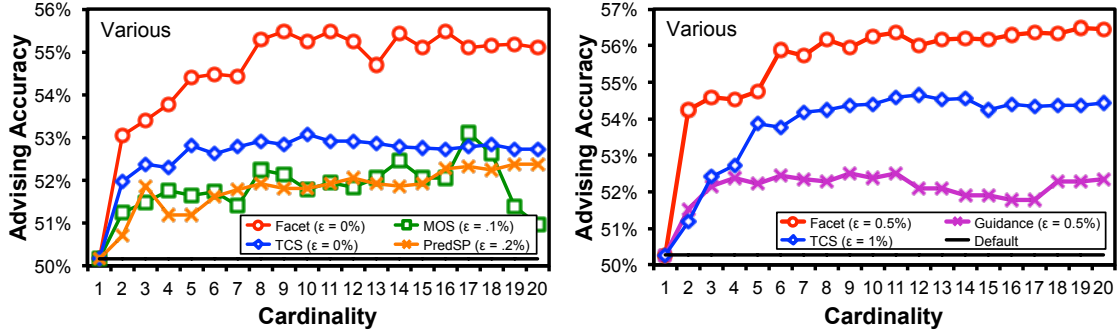 Various
Advising Accuracy
56%
55%
54%
53%
52%
51%
50%
Facet (ε = 0%)
MOS (ε = .1%)
TCS (ε = 0%)
PredSP (ε = .2%)
1 2 3 4 5 6 7 8 9 10 11 12 13 14 15 16 17 18 19 20
Cardinality
Various
Advising Accuracy
57%
56%
55%
54%
53%
52%
51%
50%
Facet (ε = 0.5%)
Guidance (ε = 0.5%)
TCS (ε = 1%)
Default
1 2 3 4 5 6 7 8 9 10 11 12 13 14 15 16 17 18 19 20
Cardinality